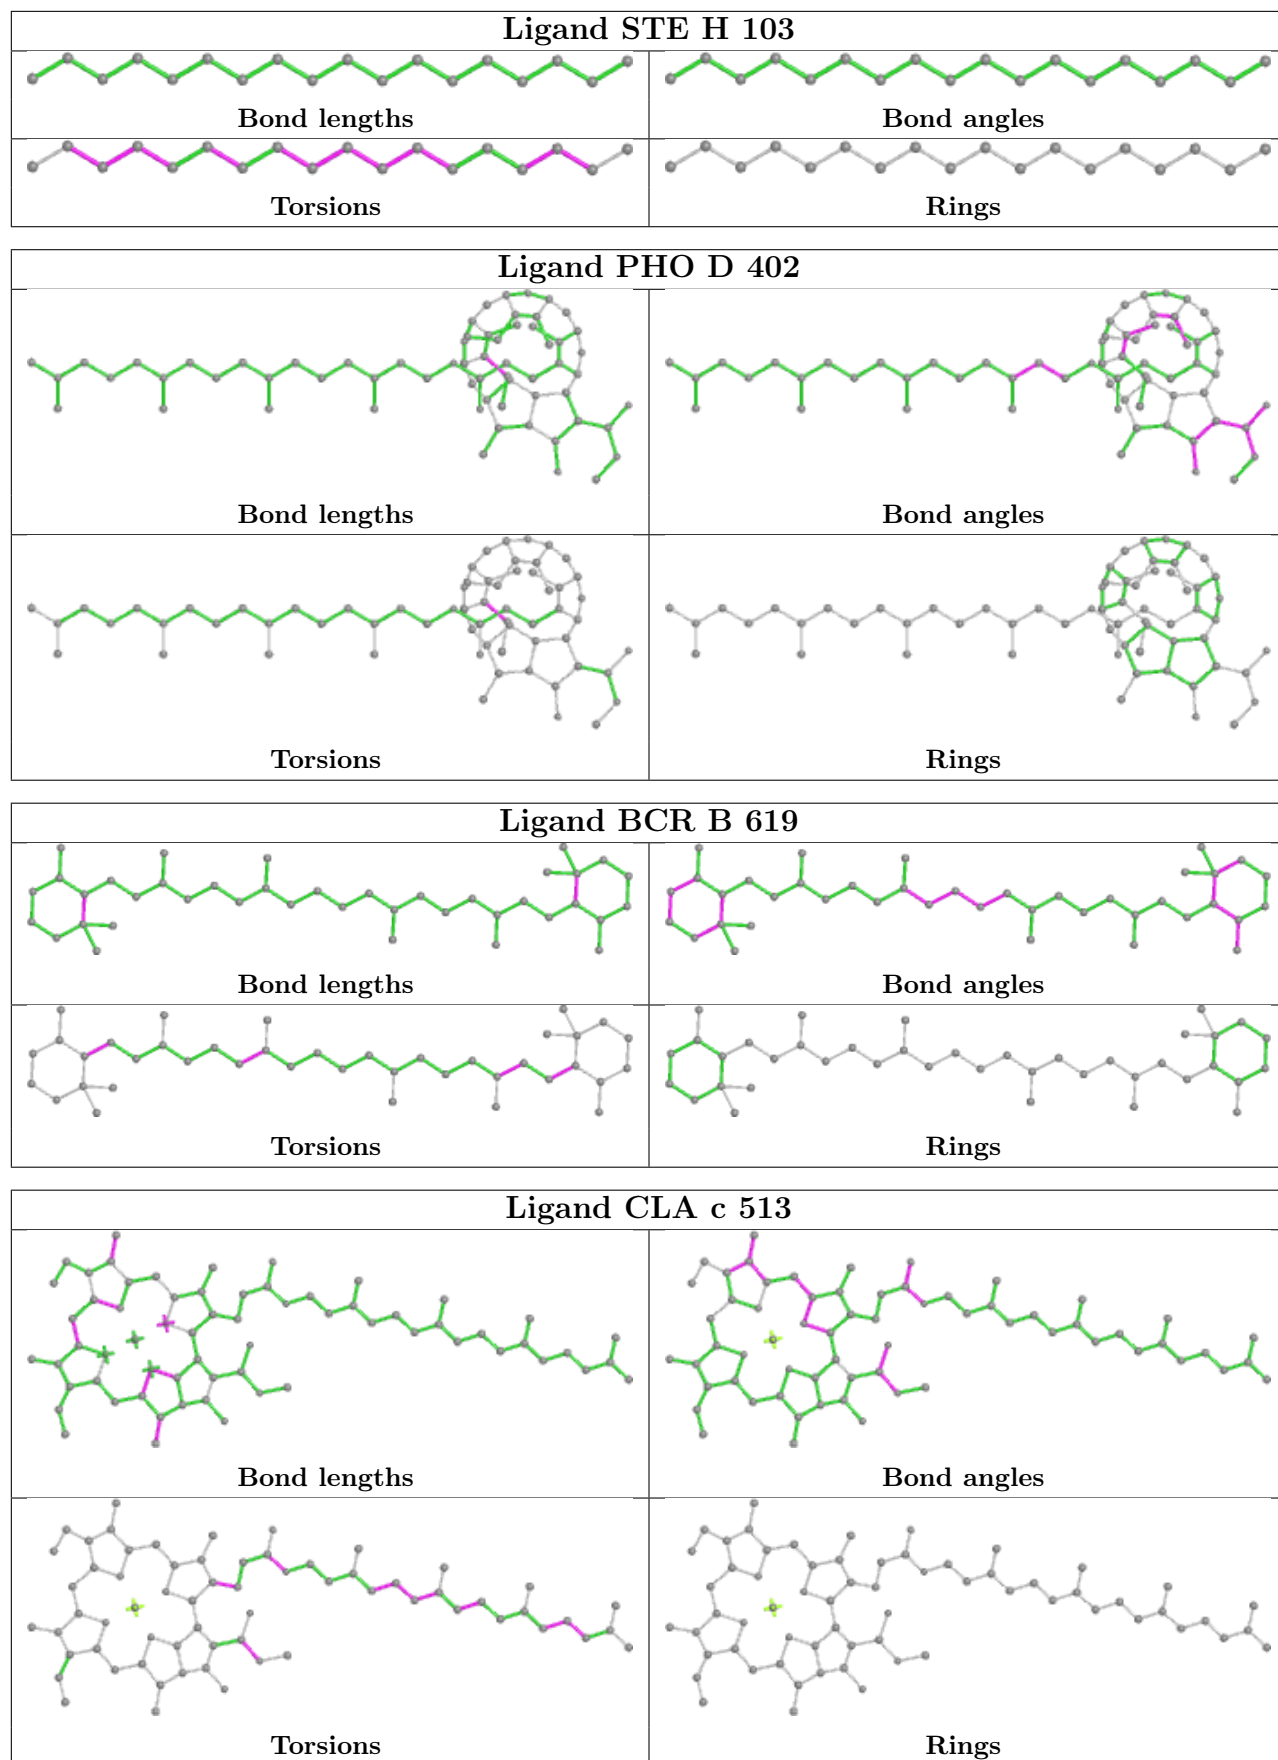 Ligand STE H 103
Bond lengths
Bond angles
Torsions
Rings
Ligand PHO D 402
Bond lengths
Bond angles
Torsions
Rings
Ligand BCR B 619
Bond lengths
Bond angles
Torsions
Rings
Ligand CLA c 513
Bond lengths
Bond angles
Torsions
Rings